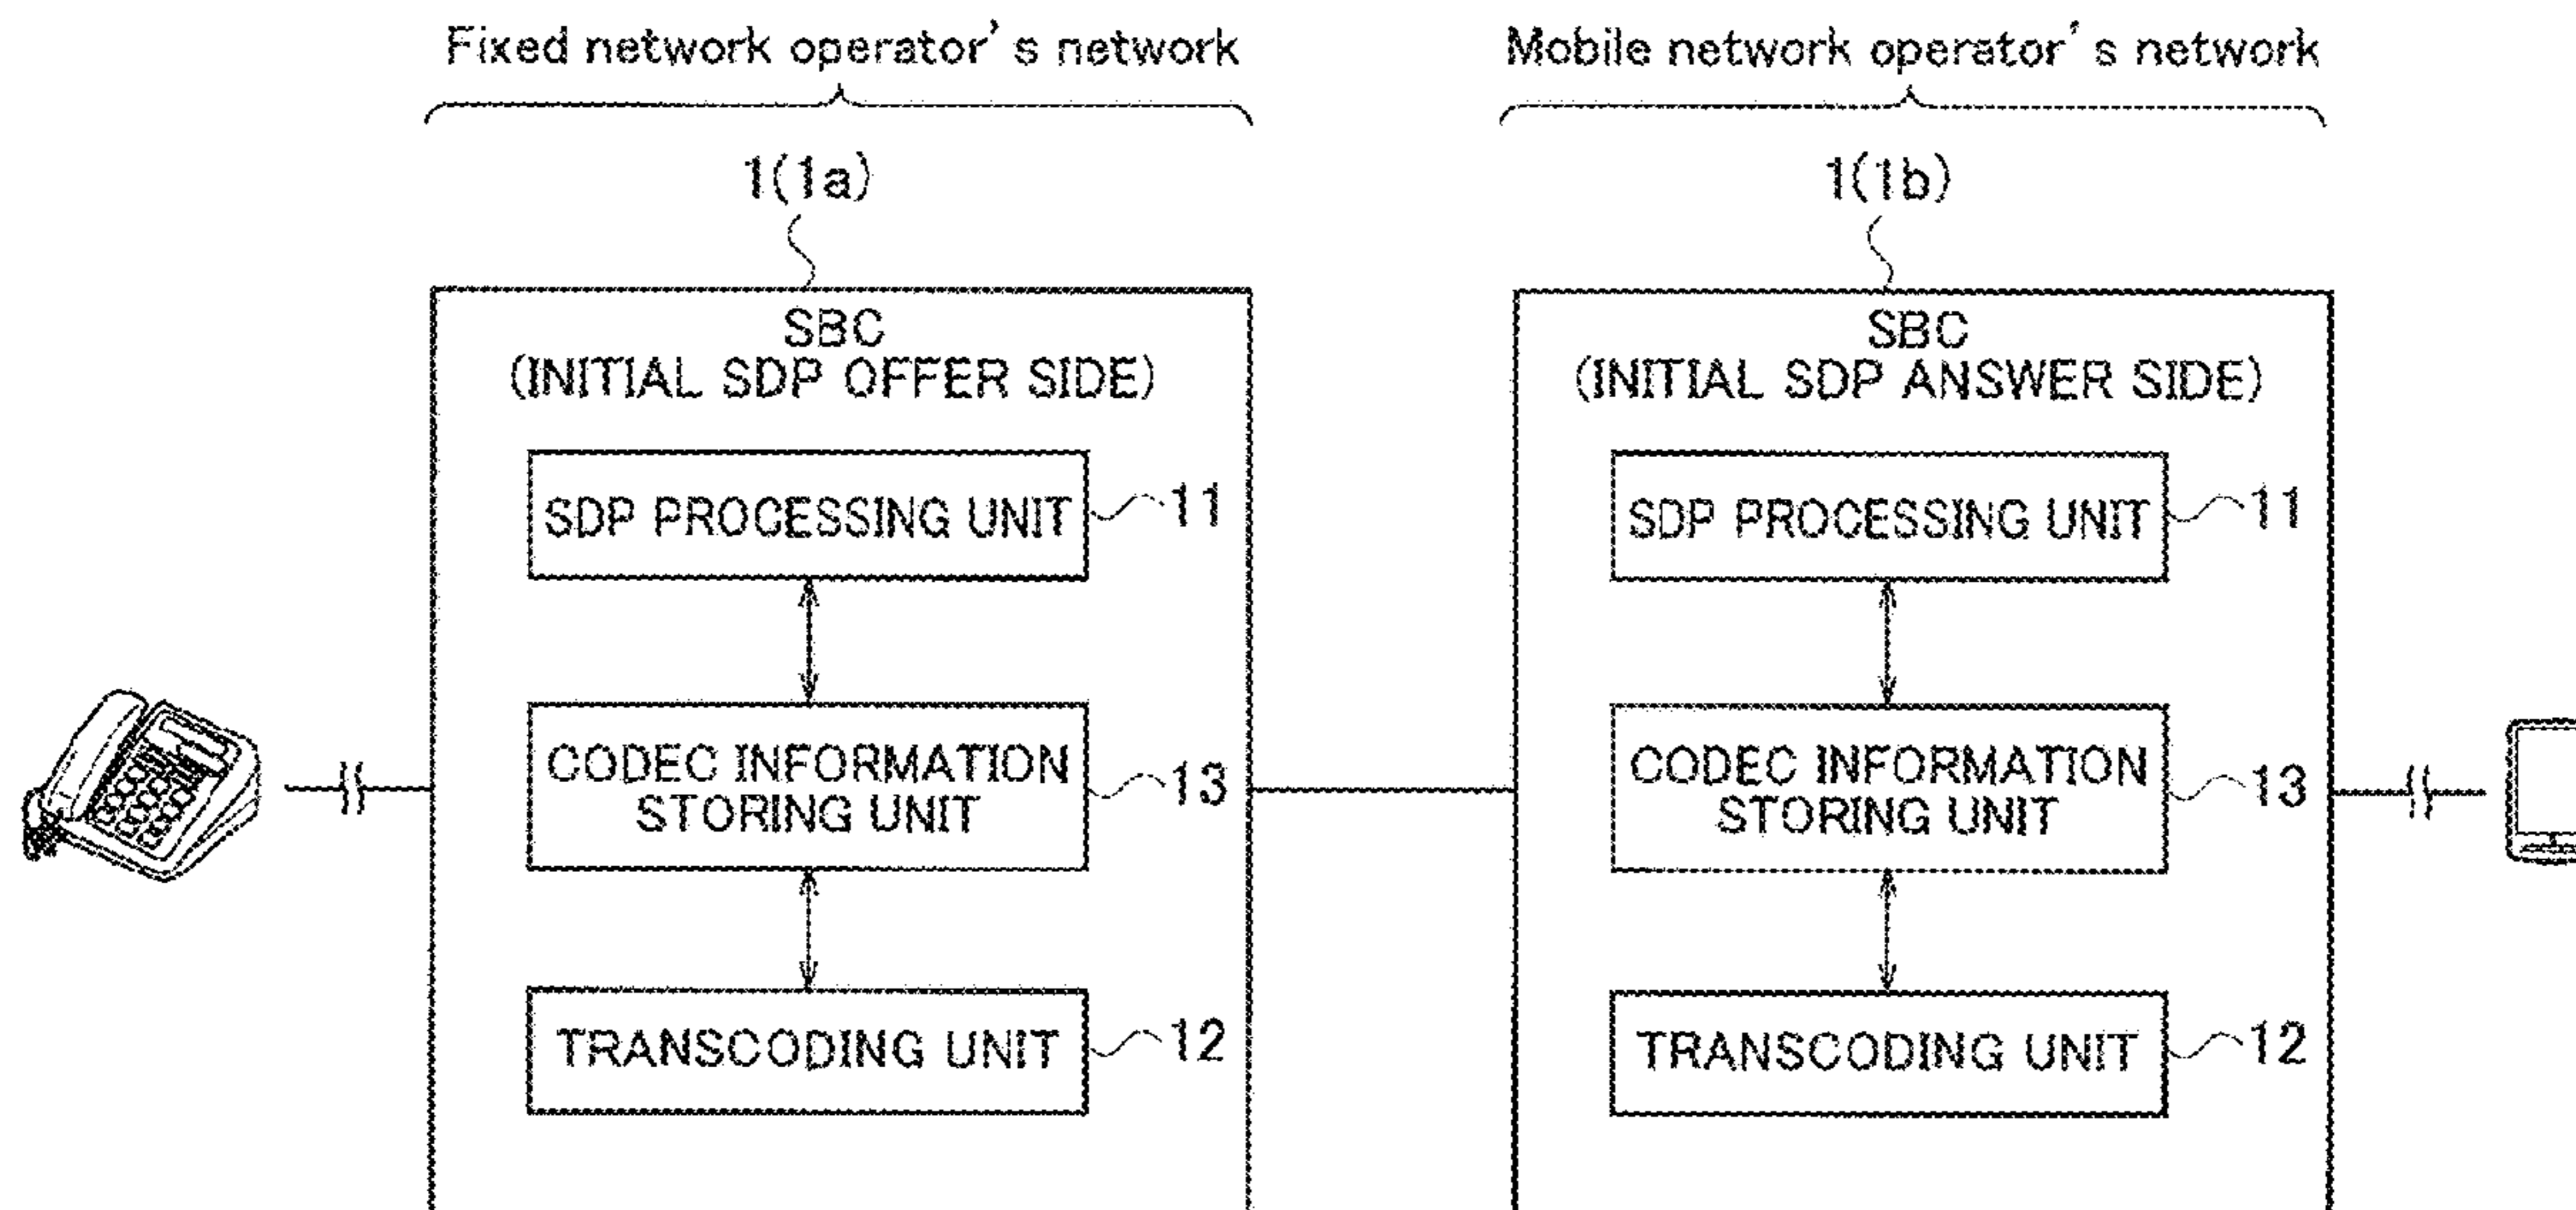 Fixed network operator's network
1(1a)
SBC
(INITIAL SDP OFFER SIDE)
SDP PROCESSING UNIT
11
CODEC INFORMATION
STORING UNIT
13
TRANSCODING UNIT
12
Mobile network operator's network
1(1b)
SBC
(INITIAL SDP ANSWER SIDE)
SDP PROCESSING UNIT
11
CODEC INFORMATION
STORING UNIT
13
TRANSCODING UNIT
12